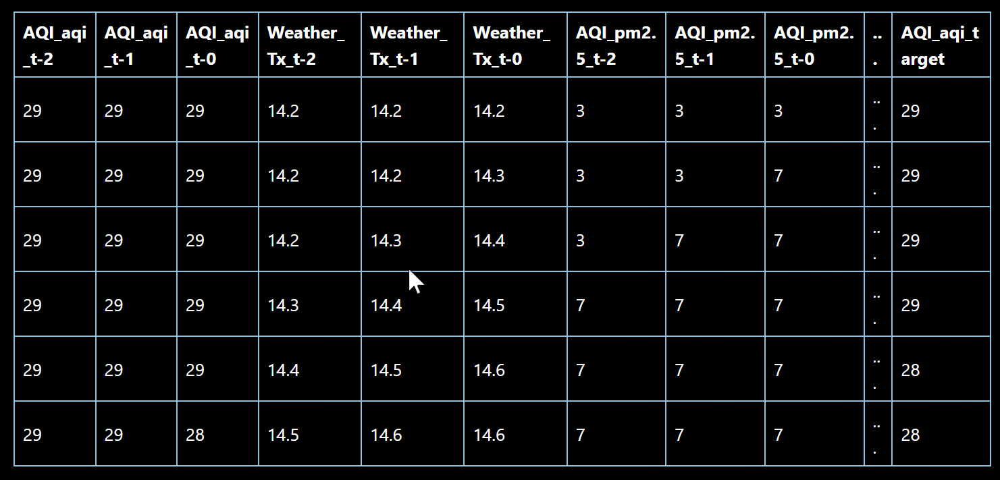 AQI_aqi_t-2 AQI_aqi_t-1 AQI_aqi_t-0 Weather_Tx_t-2 Weather_Tx_t-1 Weather_Tx_t-0 AQI_pm2.5_t-2 AQI_pm2.5_t-1 AQI_pm2.5_t-0 ... AQI_aqi_target
29 29 29 14.2 14.2 14.2 3 3 3 ... 29
29 29 29 14.2 14.2 14.3 3 3 7 ... 29
29 29 29 14.2 14.3 14.4 3 7 7 ... 29
29 29 29 14.3 14.4 14.5 7 7 7 ... 29
29 29 29 14.4 14.5 14.6 7 7 7 ... 28
29 29 28 14.5 14.6 14.6 7 7 7 ... 28